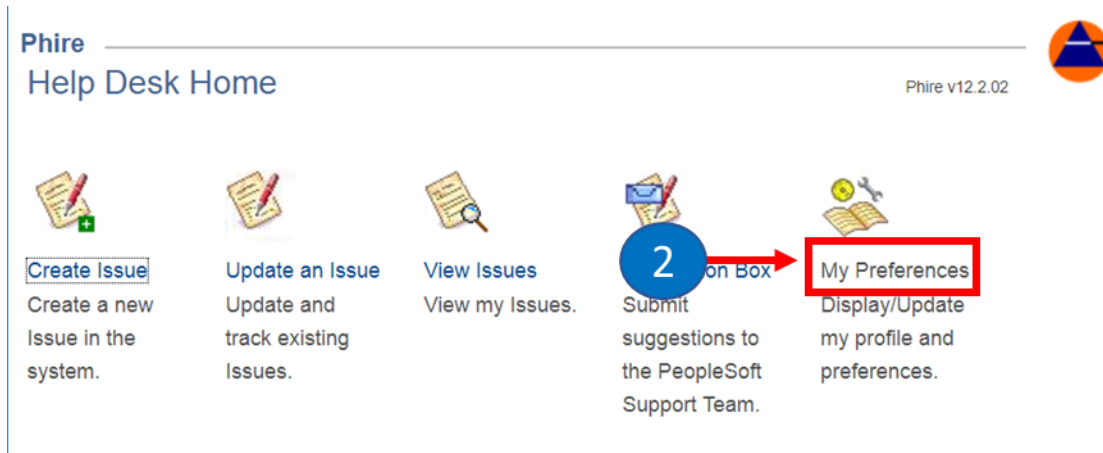 Phire
Help Desk Home
Phire v12.2.02
Create Issue
Update an Issue
View Issues
2
on Box
My Preferences
Create a new
Issue in the
system.
Update and
track existing
Issues.
View my Issues.
Submit
suggestions to
the PeopleSoft
Support Team.
Display/Update
my profile and
preferences.